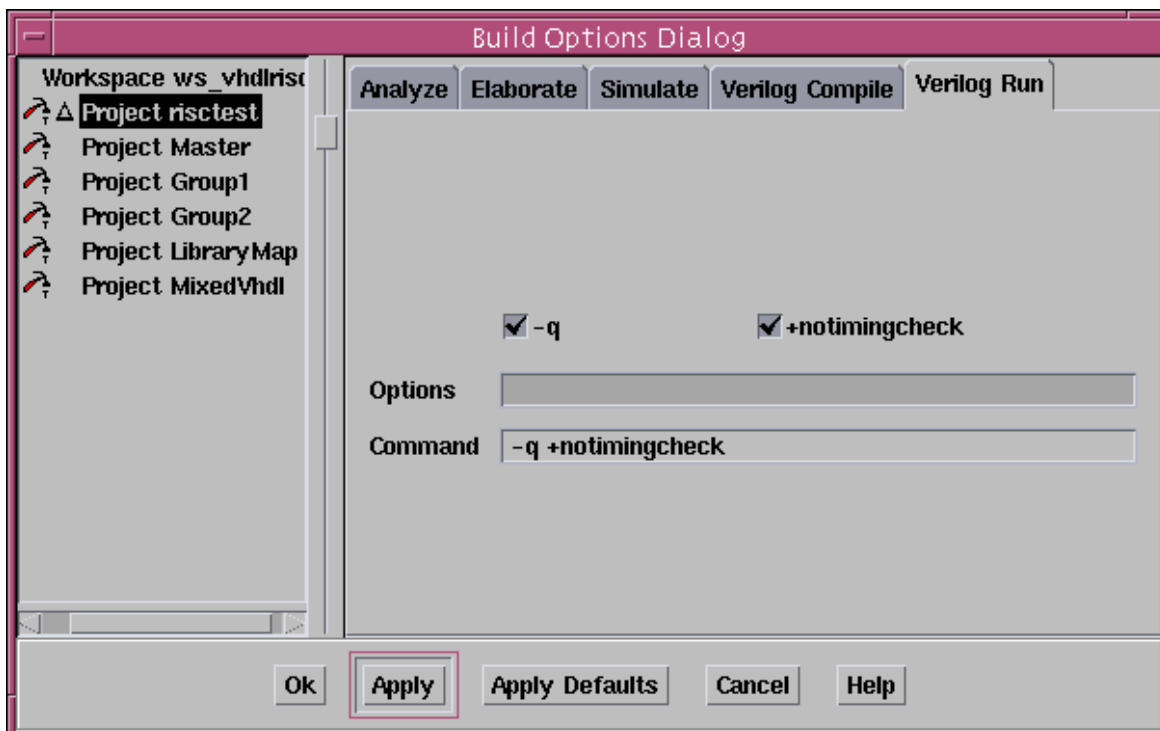 Build Options Dialog
Workspace ws_vhdlrisc
Project risctest
Project Master
Project Group1
Project Group2
Project LibraryMap
Project MixedVhdl
Analyze Elaborate Simulate Verilog Compile Verilog Run
-q +notimingcheck
Options
Command -q +notimingcheck
Ok Apply Apply Defaults Cancel Help